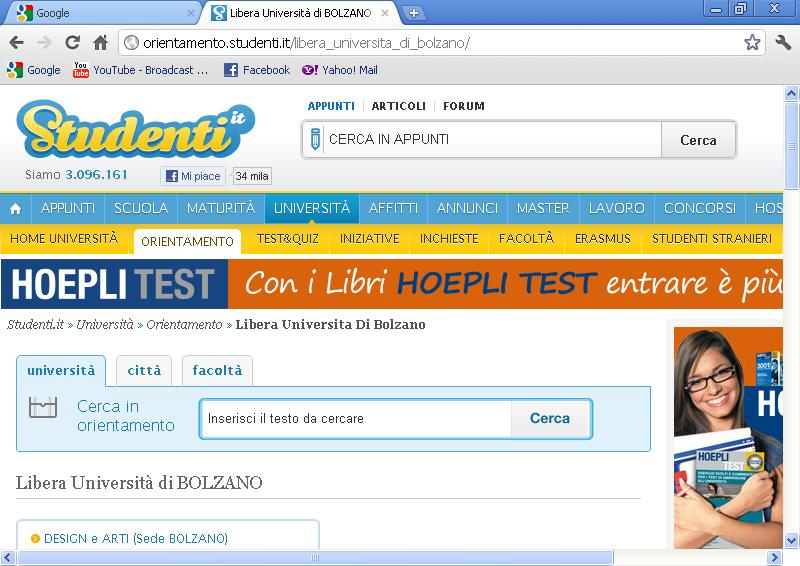 Google
Libera Università di BOLZANO
orientamento.studenti.it/libera_universita_di_bolzano/
Google
YouTube - Broadcast ...
Facebook
Yahoo! Mail
Studenti.it
APPUNTI
ARTICOLI
FORUM
CERCA IN APPUNTI
Cerca
Siamo 3.096.161
Mi piace
34 mila
APPUNTI SCUOLA MATURITÀ UNIVERSITÀ AFFITTI ANNUNCI MASTER LAVORO CONCORSI HOS
HOME UNIVERSITÀ ORIENTAMENTO TEST&QUIZ INIZIATIVE INCHIESTE FACOLTÀ ERASMUS STUDENTI STRANIERI
HOEPLI TEST Con i Libri HOEPLI TEST entrare è più
Studenti.it » Università » Orientamento » Libera Universita Di Bolzano
università città facoltà
Cerca in
orientamento
Inserisci il testo da cercare
Cerca
Libera Università di BOLZANO
DESIGN e ARTI (Sede BOLZANO)
HOEPLI
TEST